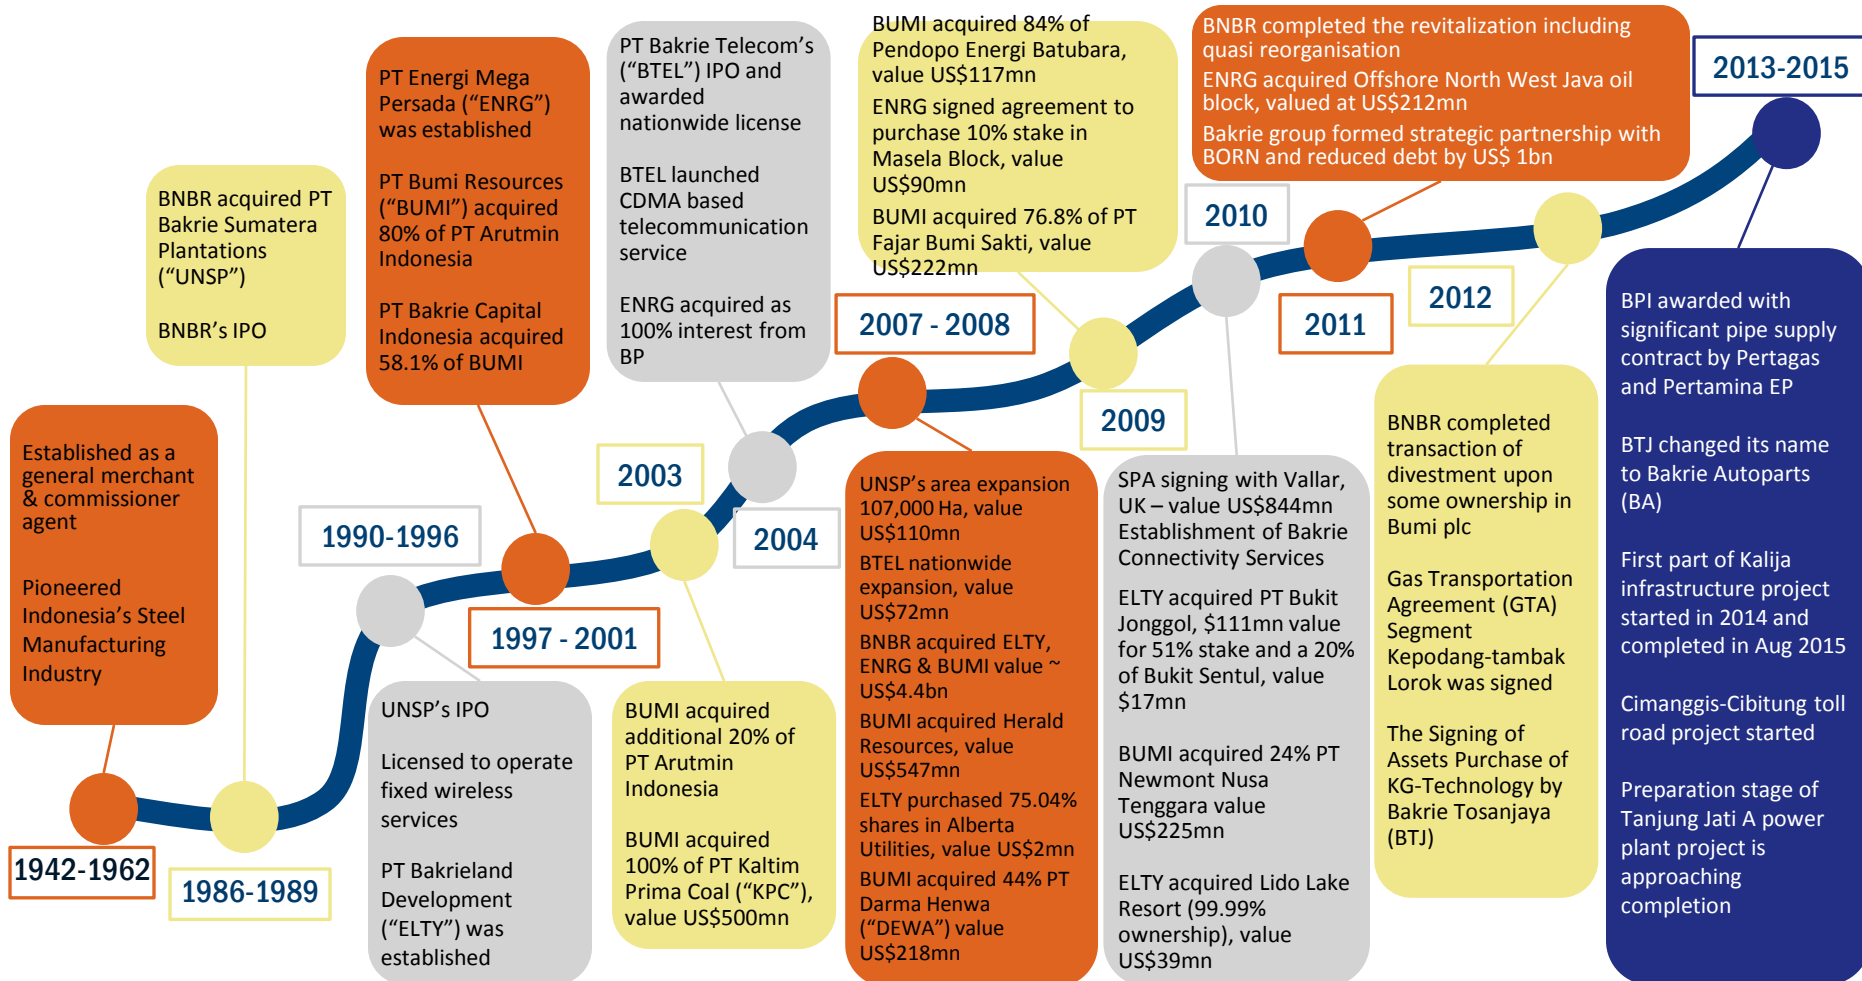 Established as a
general merchant
& commissioner
agent
Pioneered
Indonesia’s Steel
Manufacturing
Industry
1942-1962
BNBR acquired PT
Bakrie Sumatera
Plantations
(“UNSP”)
BNBR’s IPO
1986-1989
1990-1996
UNSP’s IPO
Licensed to operate
fixed wireless
services
PT Bakrieland
Development
(“ELTY”) was
established
PT Energi Mega
Persada (“ENRG”)
was established
PT Bumi Resources
(“BUMI”) acquired
80% of PT Arutmin
Indonesia
PT Bakrie Capital
Indonesia acquired
58.1% of BUMI
1997 - 2001
2003
BUMI acquired
additional 20% of
PT Arutmin
Indonesia
BUMI acquired
100% of PT Kaltim
Prima Coal (“KPC”),
value US$500mn
PT Bakrie Telecom’s
(“BTEL”) IPO and
awarded
nationwide license
BTEL launched
CDMA based
telecommunication
service
ENRG acquired as
100% interest from
BP
2004
2007 - 2008
UNSP’s area expansion
107,000 Ha, value
US$110mn
BTEL nationwide
expansion, value
US$72mn
BNBR acquired ELTY,
ENRG & BUMI value ~
US$4.4bn
BUMI acquired Herald
Resources, value
US$547mn
ELTY purchased 75.04%
shares in Alberta
Utilities, value US$2mn
BUMI acquired 44% PT
Darma Henwa
(“DEWA”) value
US$218mn
BUMI acquired 84% of
Pendopo Energi Batubara,
value US$117mn
ENRG signed agreement to
purchase 10% stake in
Masela Block, value
US$90mn
BUMI acquired 76.8% of PT
Fajar Bumi Sakti, value
US$222mn
2009
2010
SPA signing with Vallar,
UK – value US$844mn
Establishment of Bakrie
Connectivity Services
ELTY acquired PT Bukit
Jonggol, $111mn value
for 51% stake and a 20%
of Bukit Sentul, value
$17mn
BUMI acquired 24% PT
Newmont Nusa
Tenggara value
US$225mn
ELTY acquired Lido Lake
Resort (99.99%
ownership), value
US$39mn
BNBR completed the revitalization including
quasi reorganisation
ENRG acquired Offshore North West Java oil
block, valued at US$212mn
Bakrie group formed strategic partnership with
BORN and reduced debt by US$ 1bn
2011
2012
BNBR completed
transaction of
divestment upon
some ownership in
Bumi plc
Gas Transportation
Agreement (GTA)
Segment
Kepodang-tambak
Lorok was signed
The Signing of
Assets Purchase of
KG-Technology by
Bakrie Tosanjaya
(BTJ)
2013-2015
BPI awarded with
significant pipe supply
contract by Pertagas
and Pertamina EP
BTJ changed its name
to Bakrie Autoparts
(BA)
First part of Kalija
infrastructure project
started in 2014 and
completed in Aug 2015
Cimanggis-Cibitung toll
road project started
Preparation stage of
Tanjung Jati A power
plant project is
approaching
completion